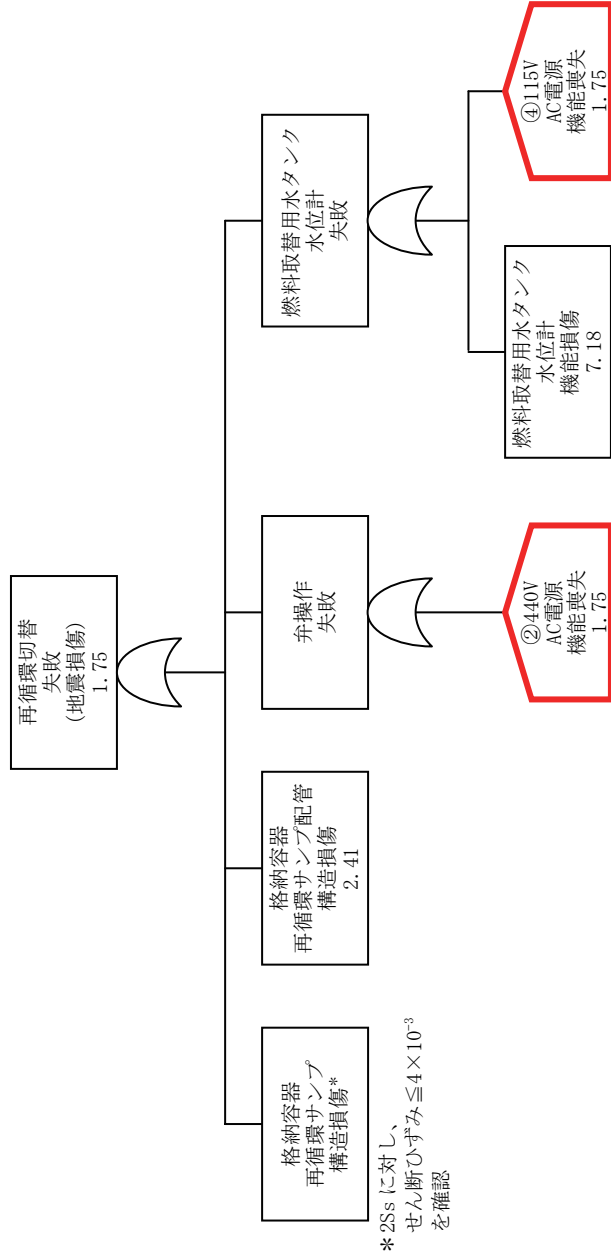 再循環切替
失敗
(地震損傷)
1.75
格納容器
再循環サンプ
構造損傷*
格納容器
再循環サンプ配管
構造損傷
2.41
弁操作
失敗
燃料取替用水タンク
水位計
失敗
②440V
AC電源
機能喪失
1.75
燃料取替用水タンク
水位計
機能損傷
7.18
④115V
AC電源
機能喪失
1.75
*2Ssに対し、
せん断ひずみ≦4×10⁻³
を確認